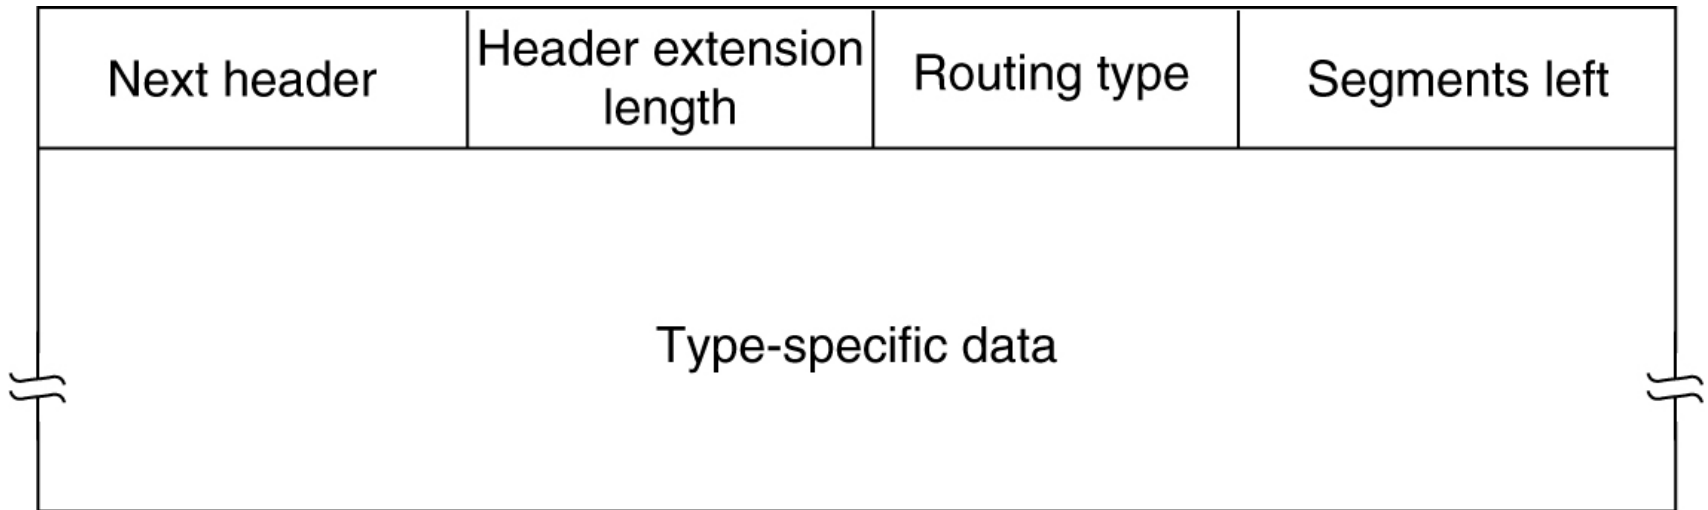 Next header
Header extension
length
Routing type
Segments left
Type-specific data